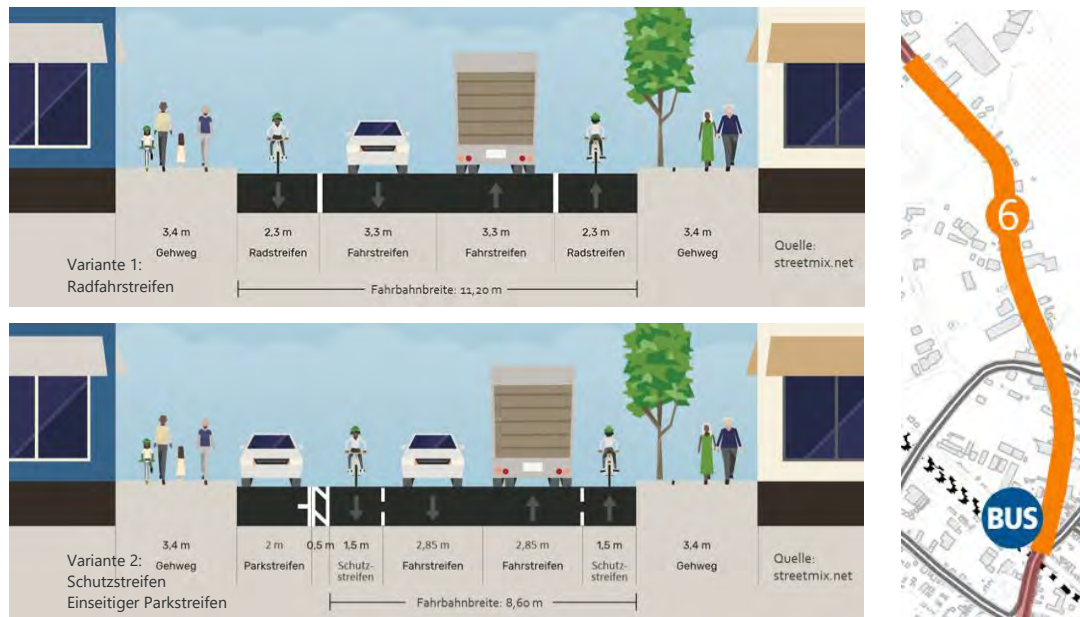 3,4 m 2,3 m 3,3 m 3,3 m 2,3 m 3,4 m
Gehweg Radstreifen Fahrstreifen Fahrstreifen Radstreifen Gehweg
Variante 1:
Radfahrstreifen
Fahrbahnbreite: 11,20 m
Quelle:
streetmix.net
3,4 m 2 m 0,5 m 1,5 m 2,85 m 2,85 m 1,5 m 3,4 m
Gehweg Parkstreifen Schutz- Fahrstreifen Fahrstreifen Schutz- Gehweg
streifen streifen
Variante 2:
Schutzstreifen
Einseitiger Parkstreifen
Fahrbahnbreite: 8,60 m
Quelle:
streetmix.net
6
BUS